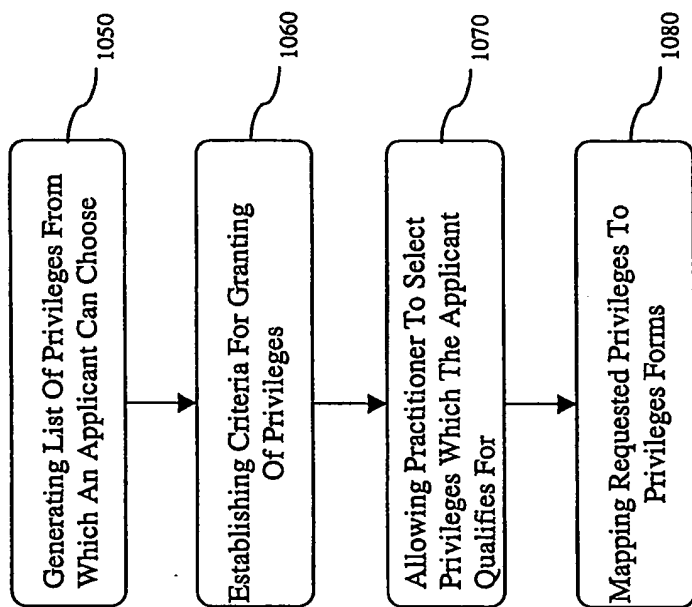 Generating List Of Privileges From
Which An Applicant Can Choose
1050
Establishing Criteria For Granting
Of Privileges
1060
Allowing Practitioner To Select
Privileges Which The Applicant
Qualifies For
1070
Mapping Requested Privileges To
Privileges Forms
1080